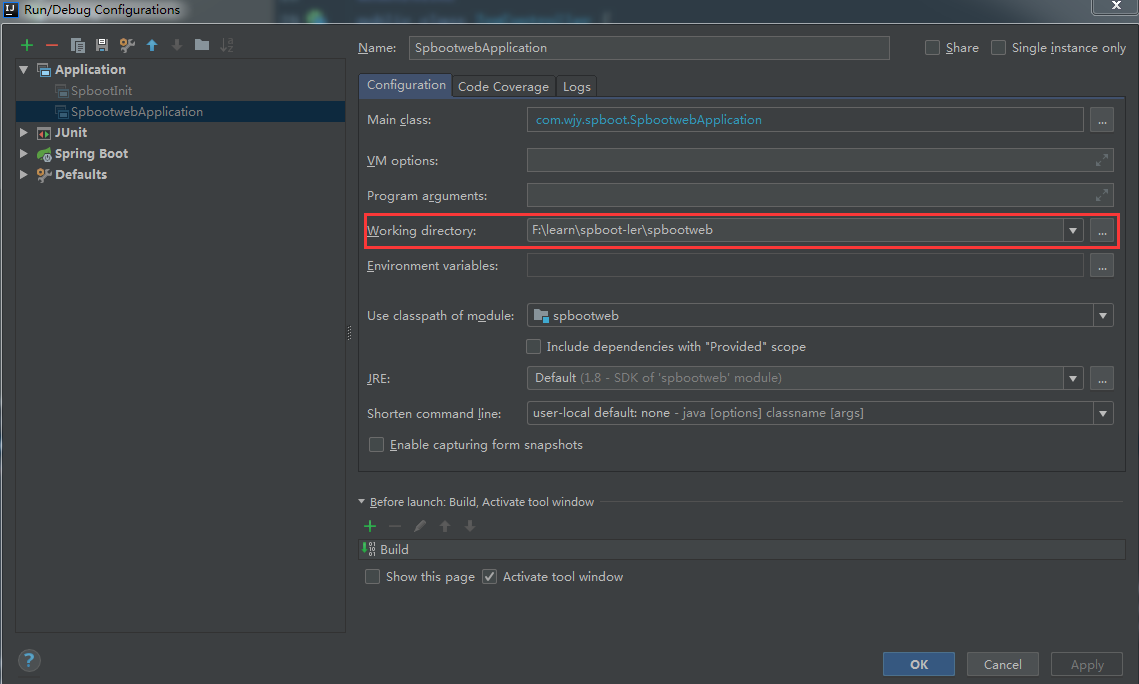 Run/Debug Configurations
Name: SpbootwebApplication Share Single instance only
Application
SpbootInit
SpbootwebApplication
JUnit
Spring Boot
Defaults
Configuration Code Coverage Logs
Main class: com.wjy.spboot.SpbootwebApplication ...
VM options:
Program arguments:
Working directory: F:\learn\spboot-ler\spbootweb ...
Environment variables: ...
Use classpath of module: spbootweb
Include dependencies with "Provided" scope
JRE: Default (1.8 - SDK of 'spbootweb' module) ...
Shorten command line: user-local default: none - java [options] classname [args]
Enable capturing form snapshots
Before launch: Build, Activate tool window
Build
Show this page Activate tool window
? OK Cancel Apply